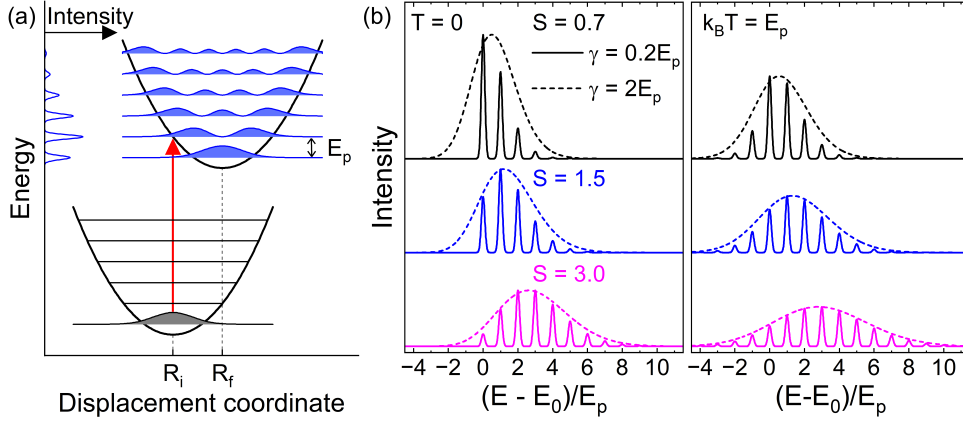 (a)
Intensity
Energy
E_p
R_i R_f
Displacement coordinate
(b)
Intensity
T = 0 S = 0.7
γ = 0.2E_p
γ = 2E_p
S = 1.5
S = 3.0
-4 -2 0 2 4 6 8 10
(E - E_0)/E_p
k_BT = E_p
-4 -2 0 2 4 6 8 10
(E-E_0)/E_p